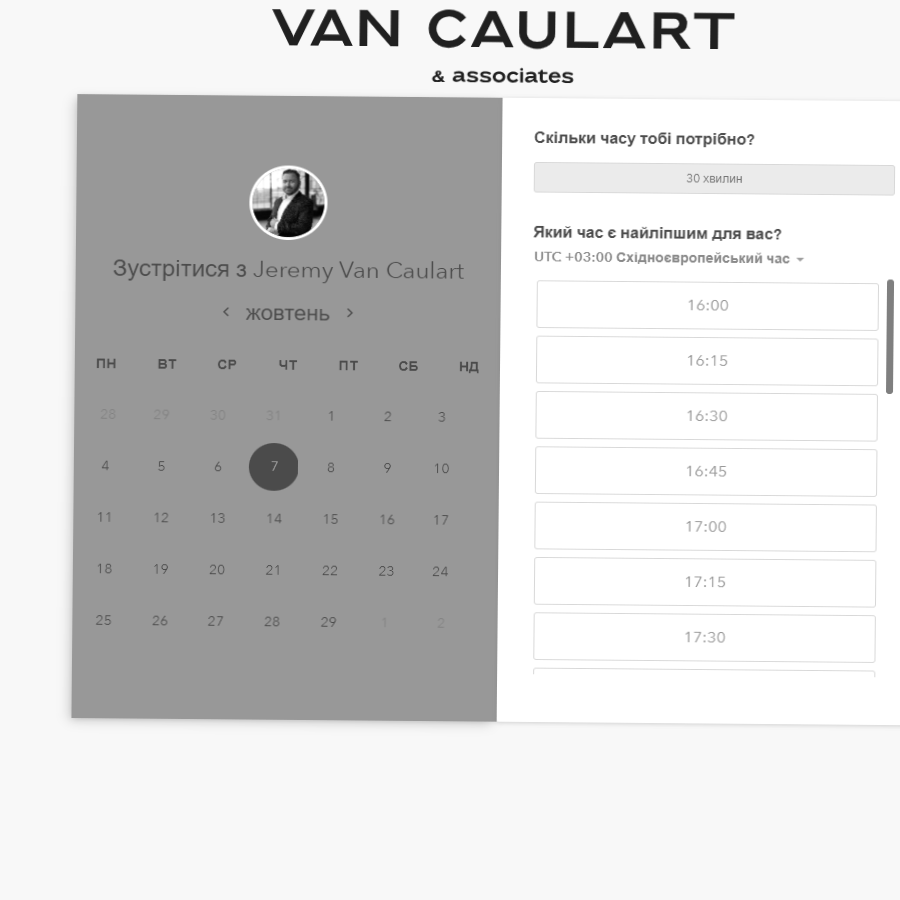 VAN CAULART
& associates
Зустрітися з Jeremy Van Caulart
жовтень
ПН ВТ СР ЧТ ПТ СБ НД
28 29 30 31 1 2 3
4 5 6 7 8 9 10
11 12 13 14 15 16 17
18 19 20 21 22 23 24
25 26 27 28 29 1 2
Скільки часу тобі потрібно?
30 хвилин
Який час є найліпшим для вас?
UTC +03:00 Східноєвропейський час
16:00
16:15
16:30
16:45
17:00
17:15
17:30